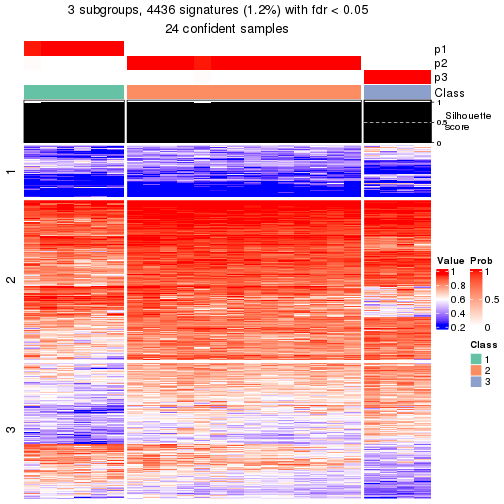 3 subgroups, 4436 signatures (1.2%) with fdr < 0.05
24 confident samples
p1
p2
p3
Class
1
0.5
0
Silhouette
score
1
2
3
Value
1
0.8
0.6
0.4
0.2
Prob
1
0.5
0
Class
1
2
3